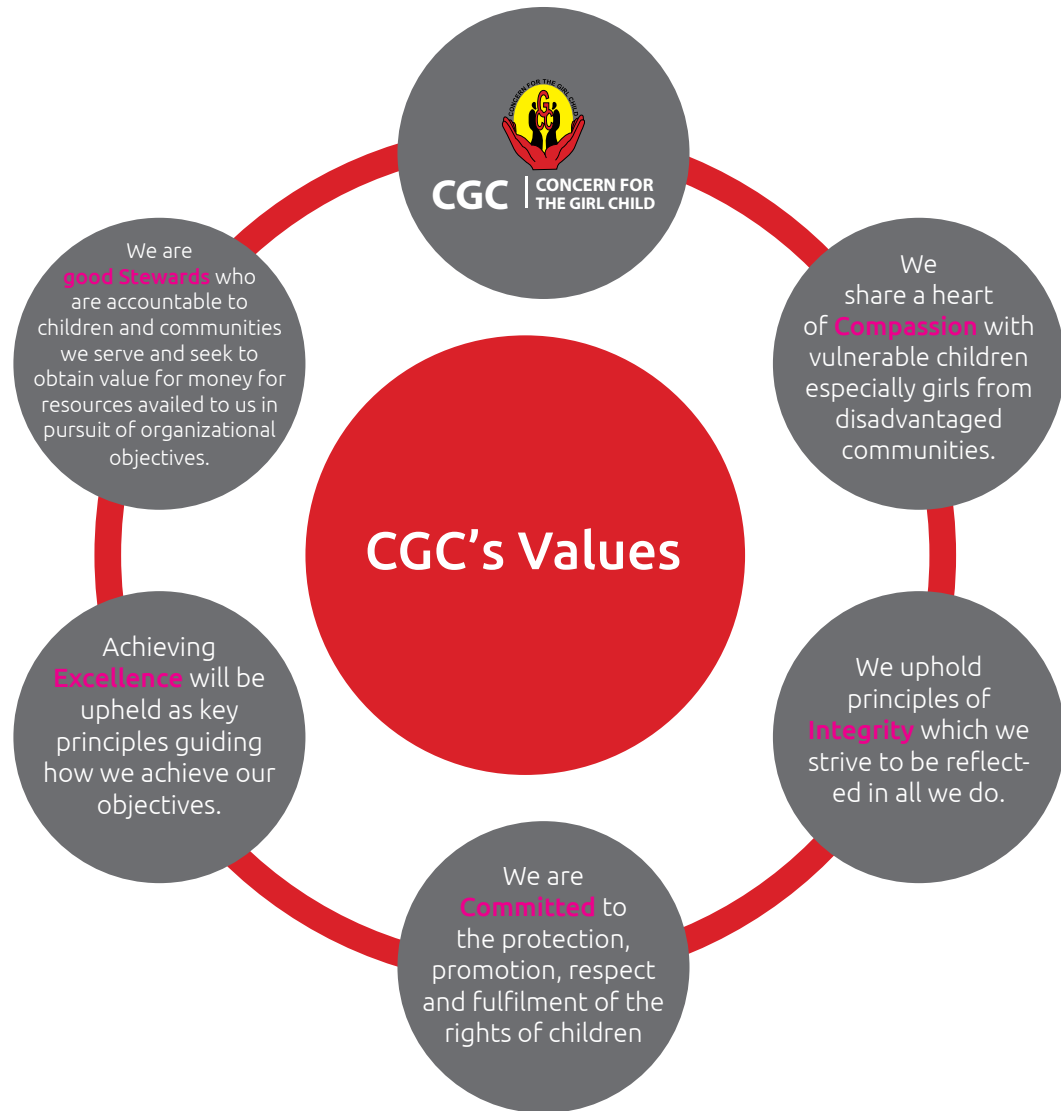 CONCERN FOR THE GIRL CHILD
G
CC
CGC
CONCERN FOR
THE GIRL CHILD
We
share a heart
of Compassion with
vulnerable children
especially girls from
disadvantaged
communities.
We uphold
principles of
Integrity which we
strive to be reflect-
ed in all we do.
We are
Committed to
the protection,
promotion, respect
and fulfilment of the
rights of children
Achieving
Excellence will be
upheld as key
principles guiding
how we achieve our
objectives.
We are
good Stewards who
are accountable to
children and communities
we serve and seek to
obtain value for money for
resources availed to us in
pursuit of organizational
objectives.
CGC’s Values